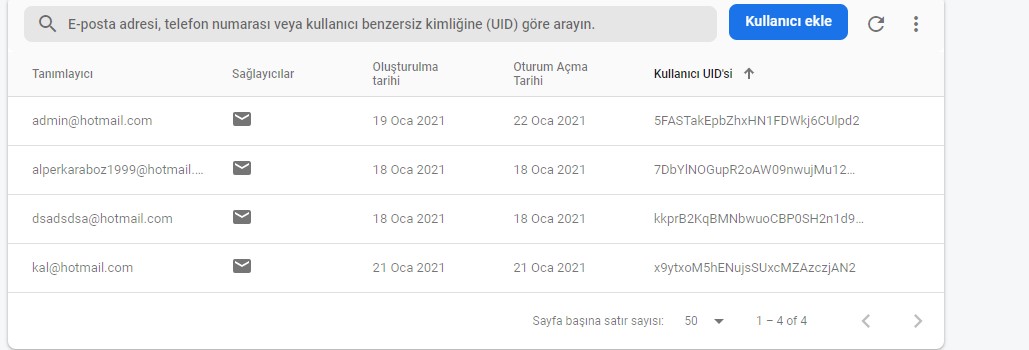 E-posta adresi, telefon numarası veya kullanıcı benzersiz kimliğine (UID) göre arayın.
Kullanıcı ekle
Tanımlayıcı Sağlayıcılar Oluşturulma tarihi Oturum Açma Tarihi Kullanıcı UID'si
admin@hotmail.com 19 Oca 2021 22 Oca 2021 5FASTakEpbZhxHN1FDWkj6CUlpd2
alperkaraboz1999@hotmail.... 18 Oca 2021 18 Oca 2021 7DbYlNOGupR2oAW09nwujMu12...
dsadsdsa@hotmail.com 18 Oca 2021 18 Oca 2021 kkprB2KqBMNbwuoCBP0SH2n1d9...
kal@hotmail.com 21 Oca 2021 21 Oca 2021 x9ytxoM5hENujsSUxcMZAzczjAN2
Sayfa başına satır sayısı: 50 1 – 4 of 4